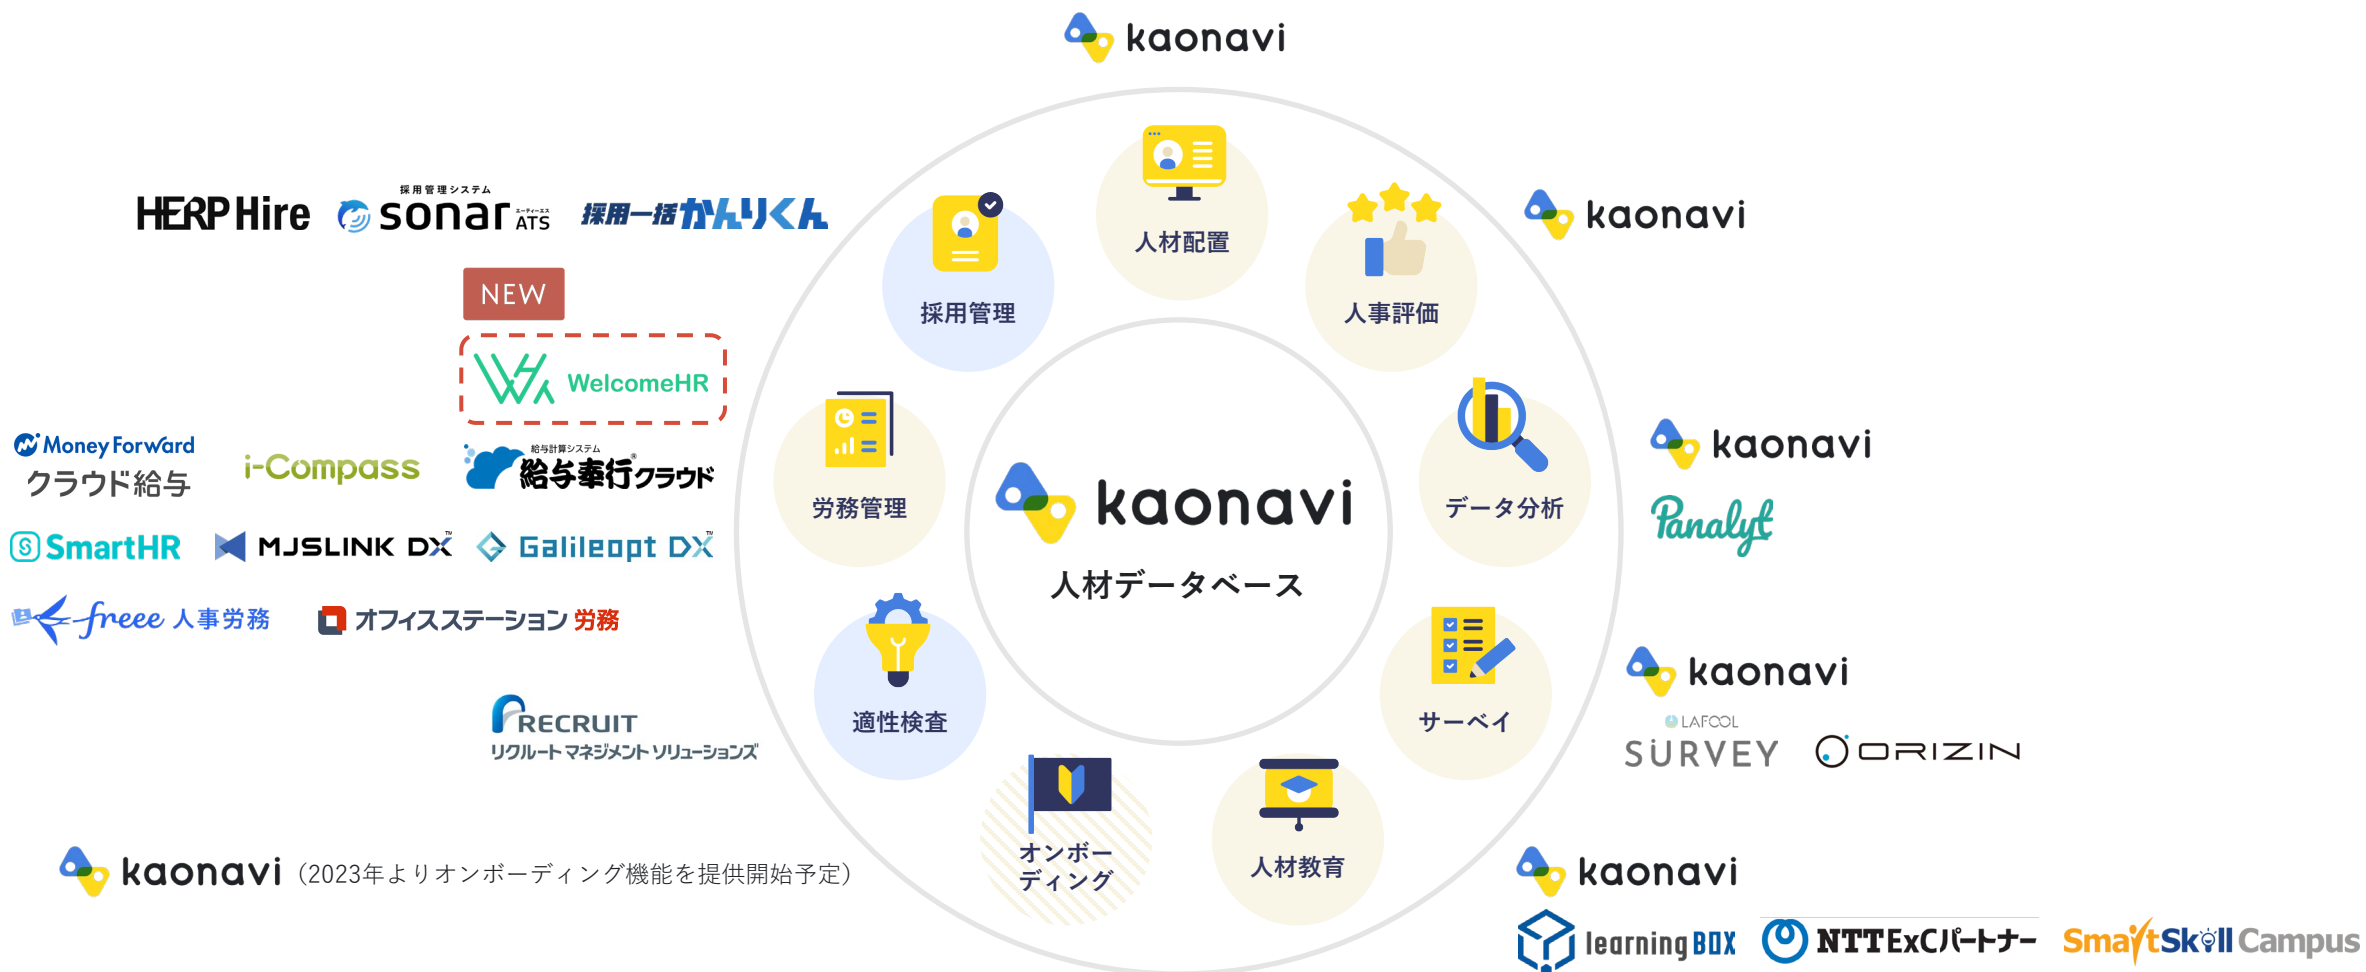 kaonavi
人材配置
採用管理
人事評価
HERP Hire
採用管理システム
sonar ATS
エーティーエス
採用一括かんりくん
kaonavi
NEW
WelcomeHR
Money Forward
クラウド給与
i-Compass
給与計算システム
給与奉行クラウド
SmartHR
MJSLINK DX
Galileopt DX
freee 人事労務
オフィスステーション 労務
労務管理
kaonavi
人材データベース
データ分析
kaonavi
Panalyt
適性検査
RECRUIT
リクルート マネジメント ソリューションズ
サーベイ
kaonavi
LAFOOL
SURVEY
ORIZIN
kaonavi（2023年よりオンボーディング機能を提供開始予定）
オンボー
ディング
人材教育
kaonavi
learningBOX
NTT ExCパートナー
SmartSkill Campus